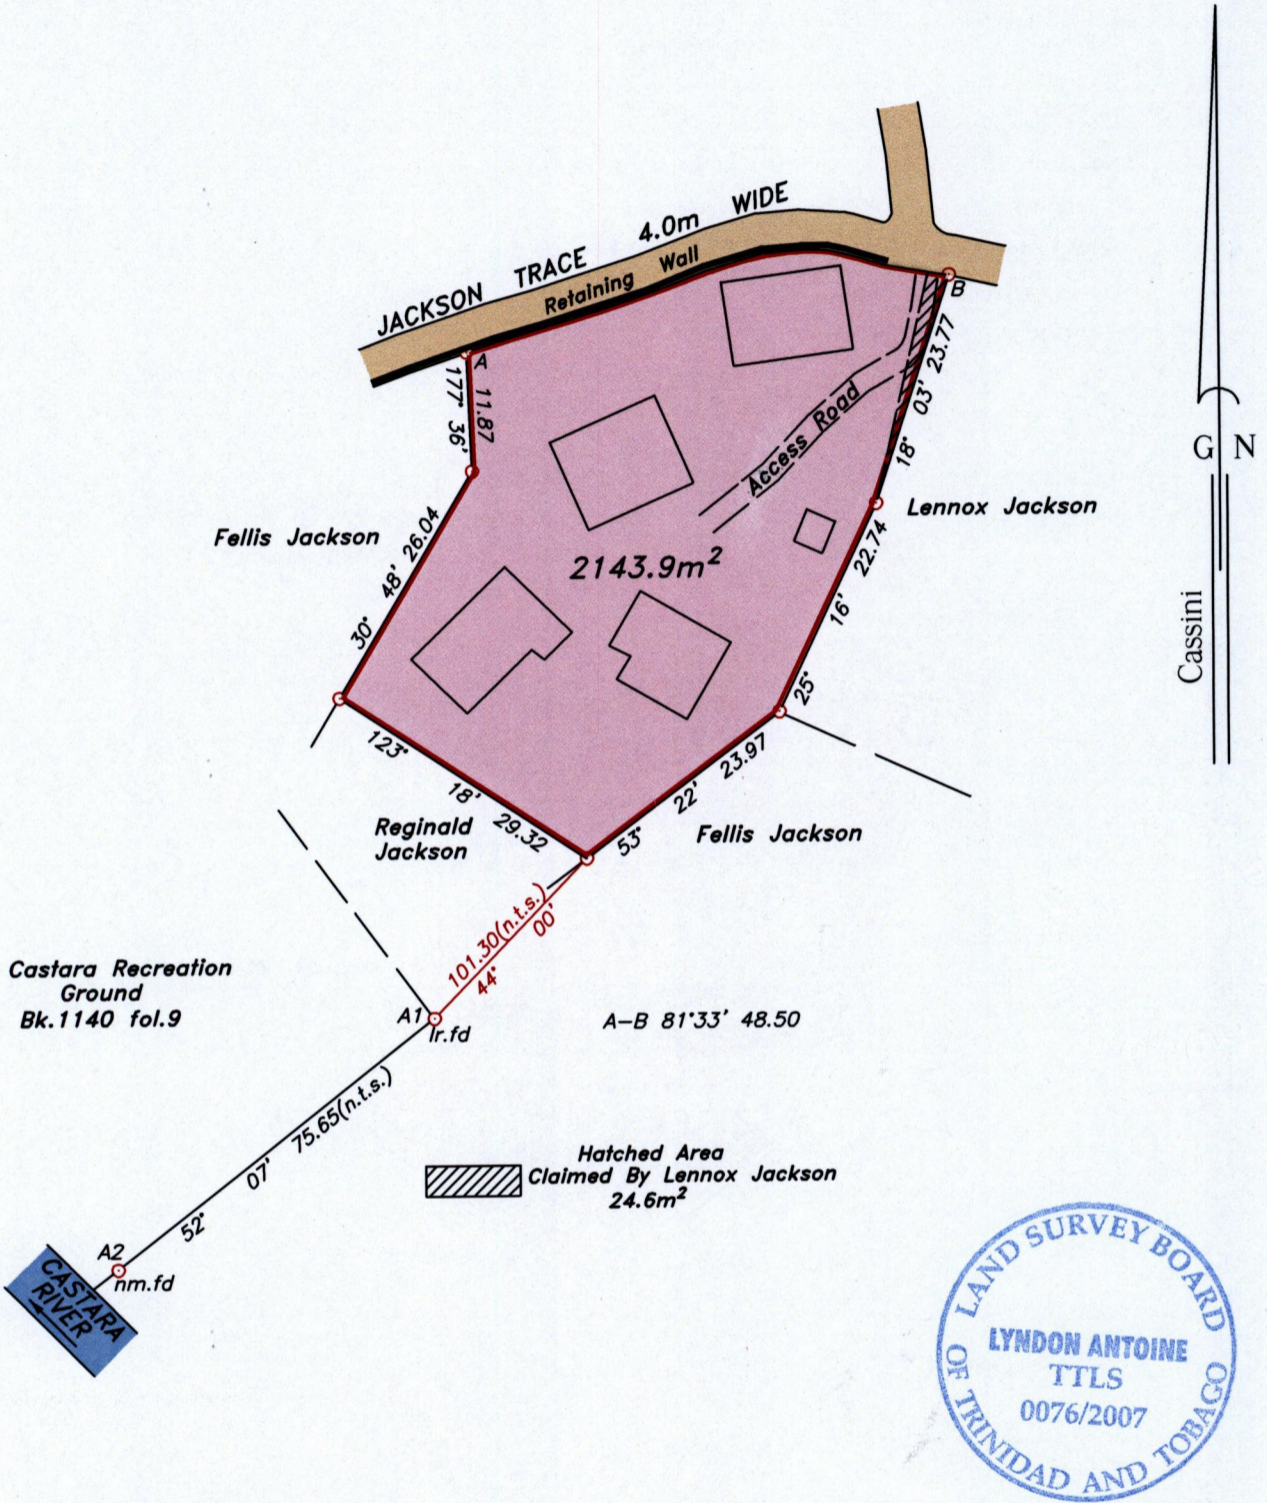 JACKSON TRACE 4.0m WIDE
Retaining Wall
A
B
177° 36' 11.87
18° 03' 23.77
Access Road
G N
Cassini
Lennox Jackson
Fellis Jackson
30° 48' 26.04
2143.9m²
25° 16' 22.74
123° 18' 29.32
53° 22' 23.97
Reginald
Jackson
Fellis Jackson
101.30(n.t.s.)
44° 00'
Castara Recreation
Ground
Bk.1140 fol.9
A1
Ir.fd
A-B 81°33' 48.50
52° 07' 75.65(n.t.s.)
Hatched Area
Claimed By Lennox Jackson
24.6m²
A2
nm.fd
CASTARA
RIVER
LAND SURVEY BOARD
LYNDON ANTOINE
TTLS
0076/2007
OF TRINIDAD AND TOBAGO